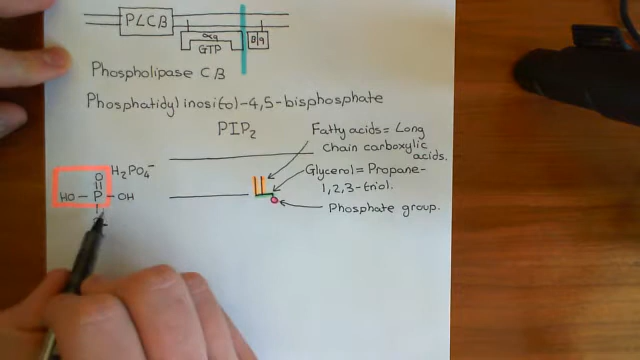 PLCβ
αq
GTP
β γ
Phospholipase Cβ
Phosphatidylinositol-4,5-bisphosphate
PIP2
Fatty acids = Long
Chain carboxylic
acids.
H2PO4-
O
HO-P-OH
Glycerol = Propane-
1,2,3-triol.
Phosphate group.